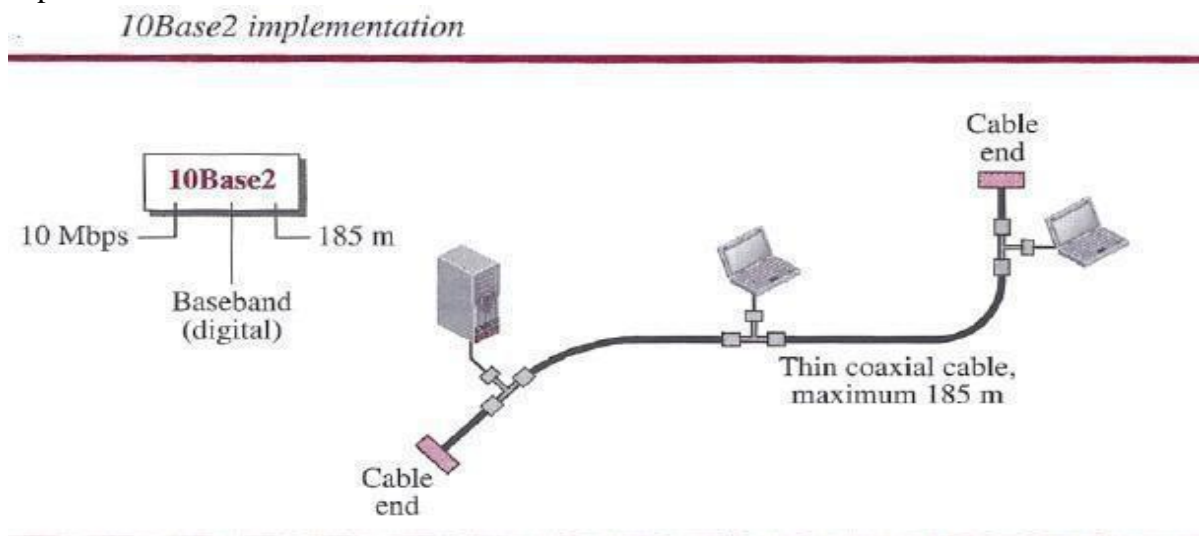 10Base2 implementation
10Base2
10 Mbps
185 m
Baseband
(digital)
Cable
end
Thin coaxial cable,
maximum 185 m
Cable
end